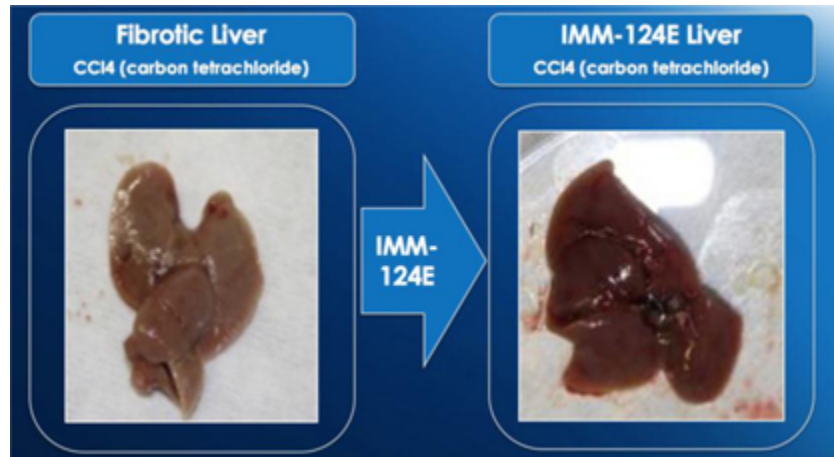 Fibrotic Liver
CCl4 (carbon tetrachloride)
IMM-124E Liver
CCl4 (carbon tetrachloride)
IMM-
124E